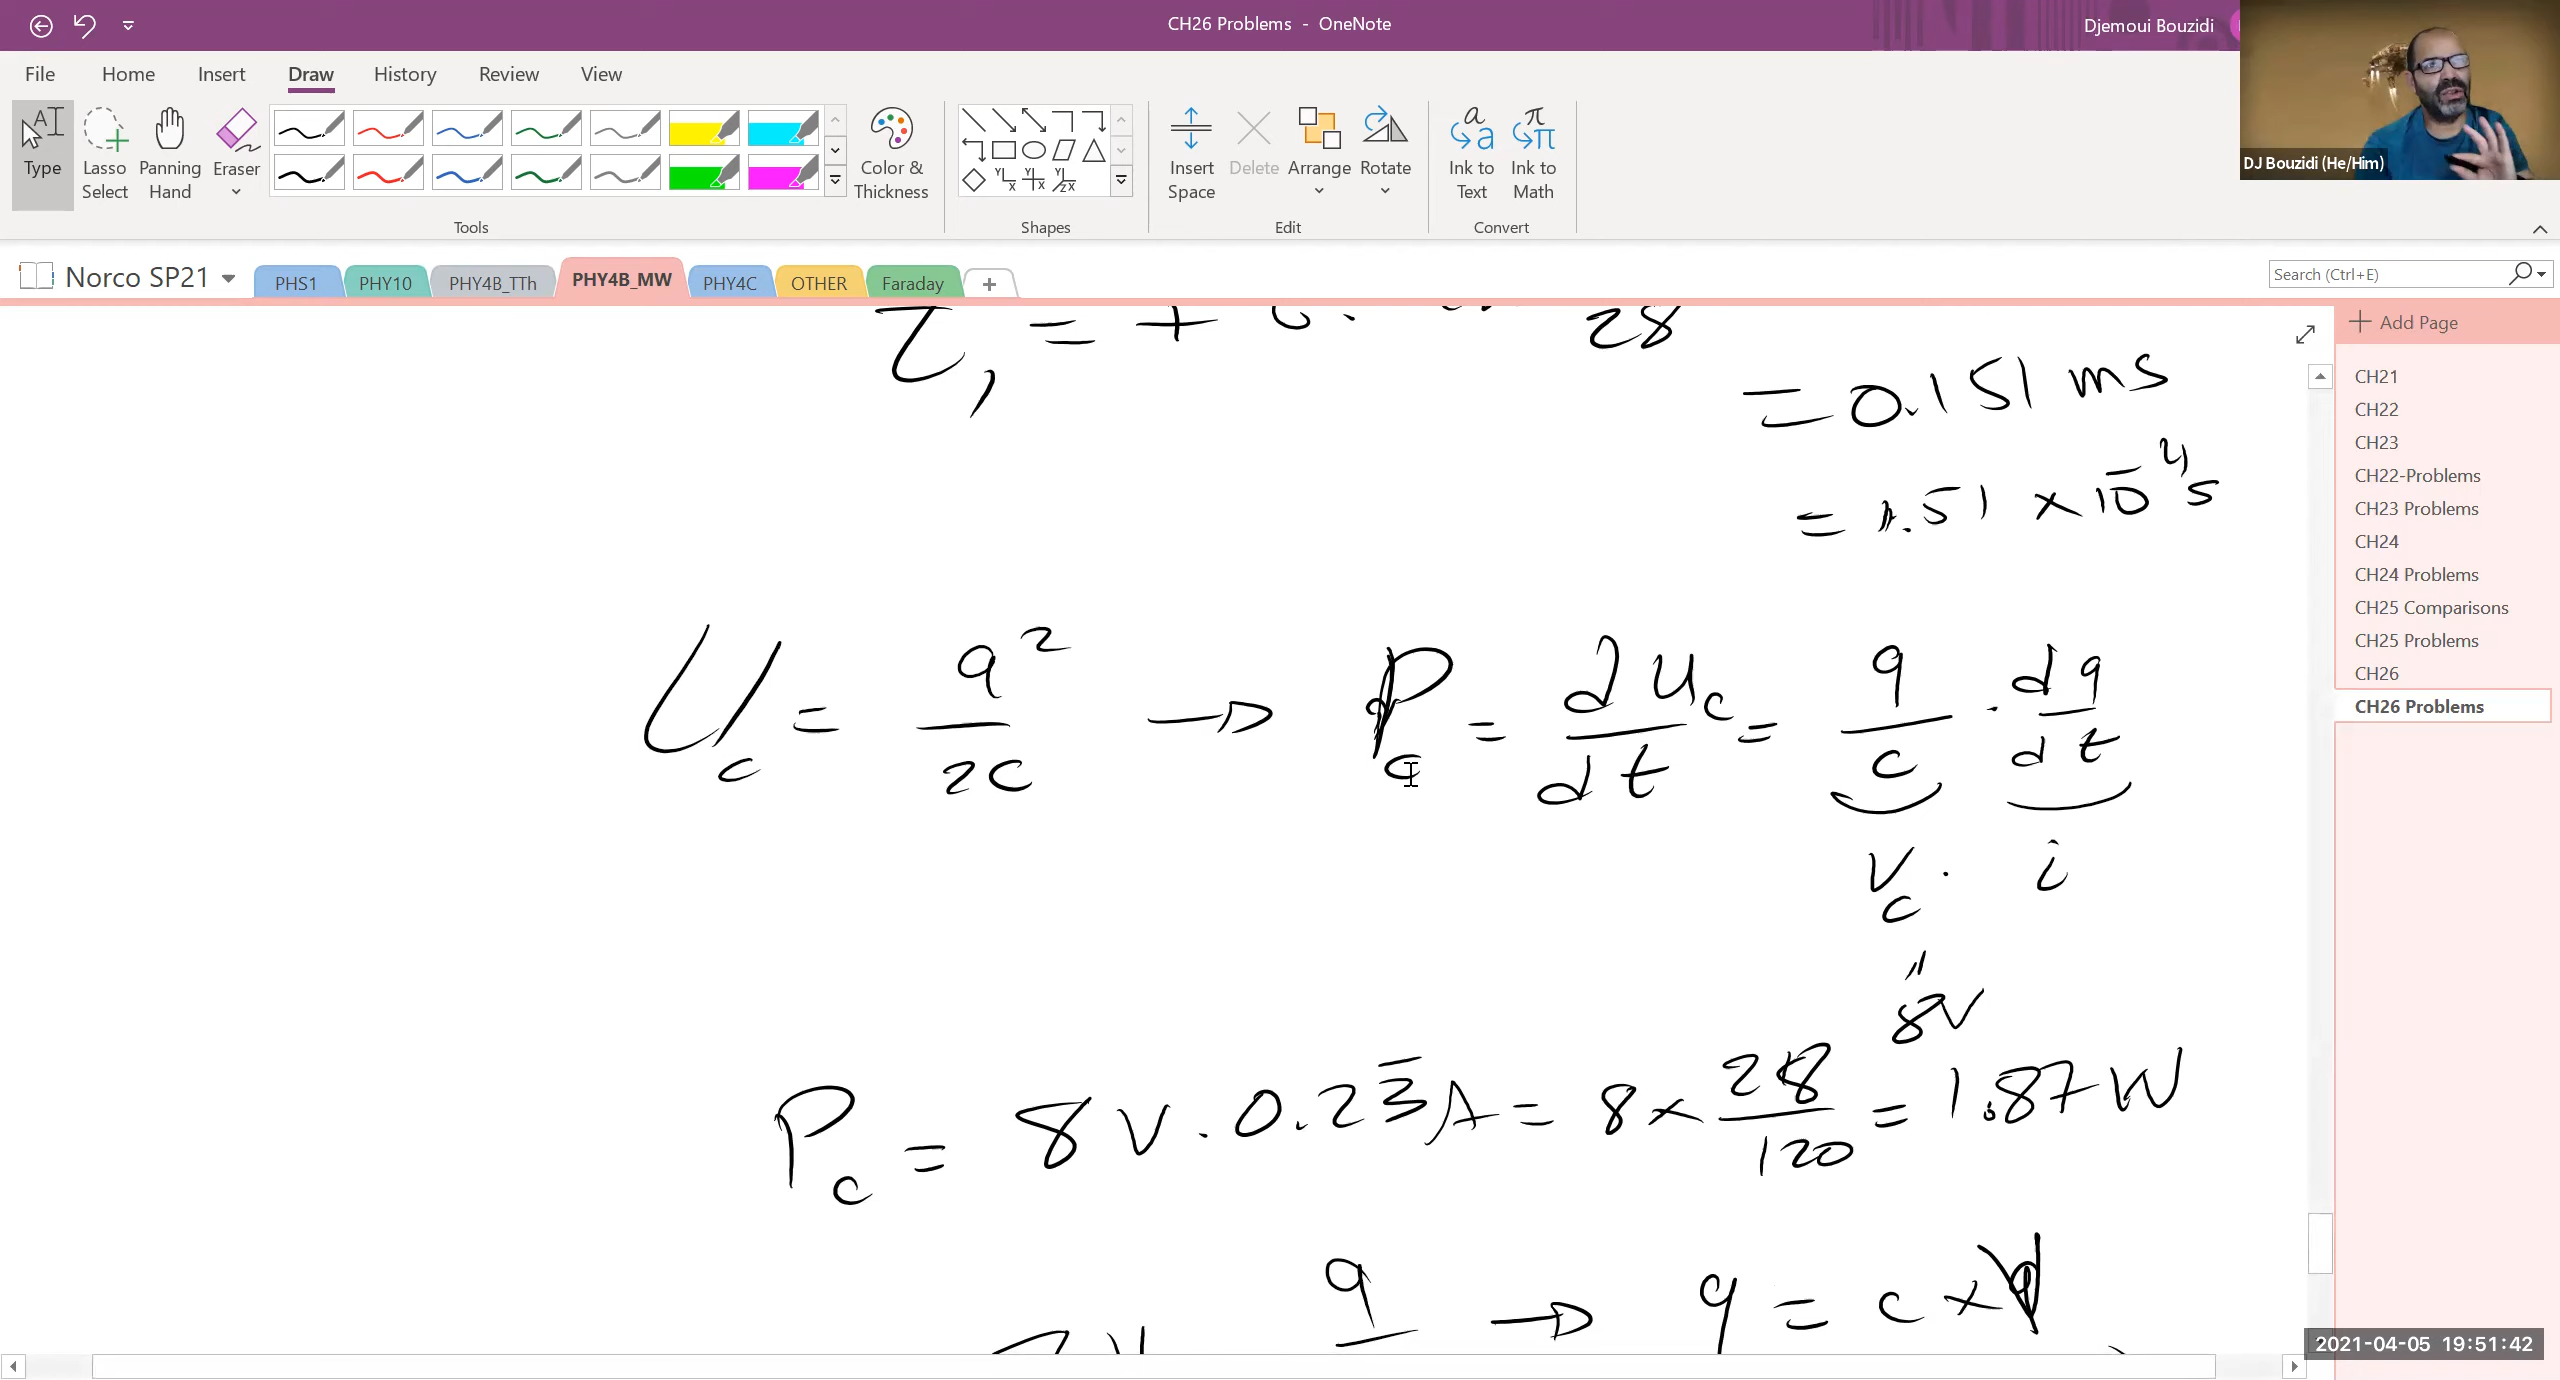 CH26 Problems - OneNote
Djemoui Bouzidi
File Home Insert Draw History Review View
Type
Lasso Select
Panning Hand
Eraser
Color & Thickness
Insert Space
Delete
Arrange
Rotate
Ink to Text
Ink to Math
Tools Shapes Edit Convert
DJ Bouzidi (He/Him)
Norco SP21
PHS1 PHY10 PHY4B_TTh PHY4B_MW PHY4C OTHER Faraday +
Search (Ctrl+E)
Add Page
CH21
CH22
CH23
CH22-Problems
CH23 Problems
CH24
CH24 Problems
CH25 Comparisons
CH25 Problems
CH26
CH26 Problems
= 0.151 ms
= 1.51 × 10⁻⁴ s
U_c = q²/2C → P_c = dU_c/dt = q/c · dq/dt
V_c · i
" 8V
P_c = 8V · 0.23̅ A = 8 × 28/120 = 1.87 W
q → q = c ×
2021-04-05 19:51:42